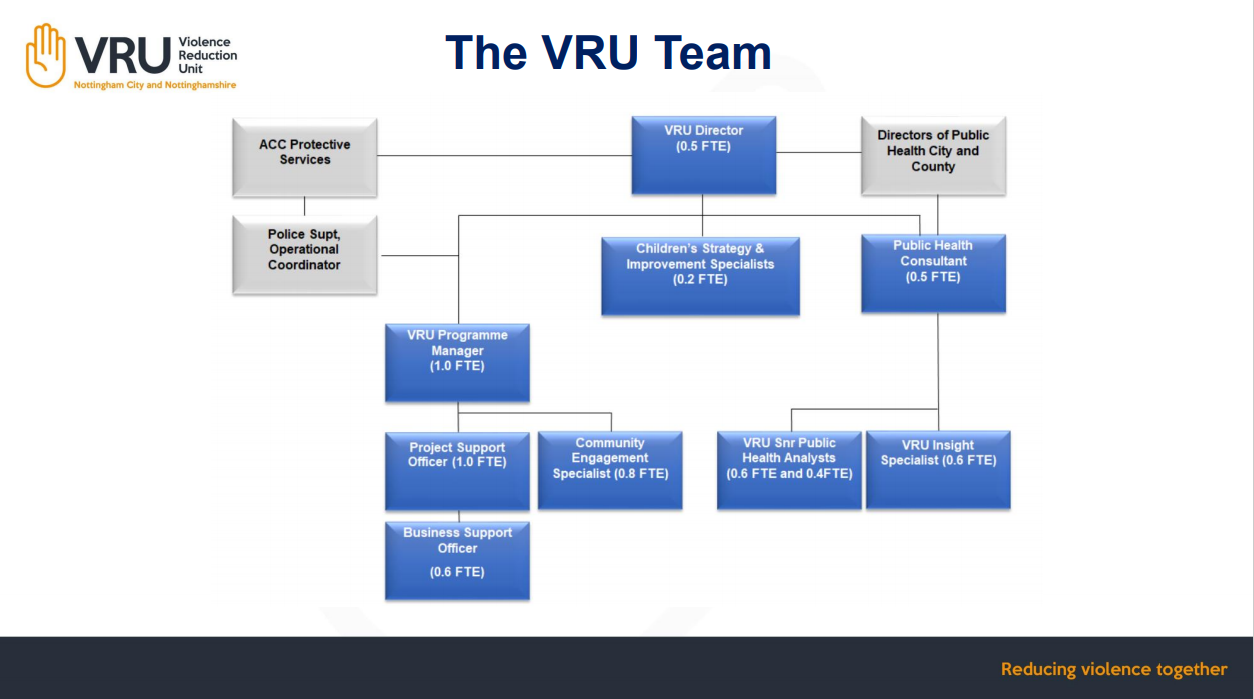 VRU
Violence
Reduction
Unit
Nottingham City and Nottinghamshire
The VRU Team
ACC Protective
Services
VRU Director
(0.5 FTE)
Directors of Public
Health City and
County
Police Supt,
Operational
Coordinator
Children's Strategy &
Improvement Specialists
(0.2 FTE)
Public Health
Consultant
(0.5 FTE)
VRU Programme
Manager
(1.0 FTE)
Project Support
Officer (1.0 FTE)
Community
Engagement
Specialist (0.8 FTE)
VRU Snr Public
Health Analysts
(0.6 FTE and 0.4FTE)
VRU Insight
Specialist (0.6 FTE)
Business Support
Officer
(0.6 FTE)
Reducing violence together